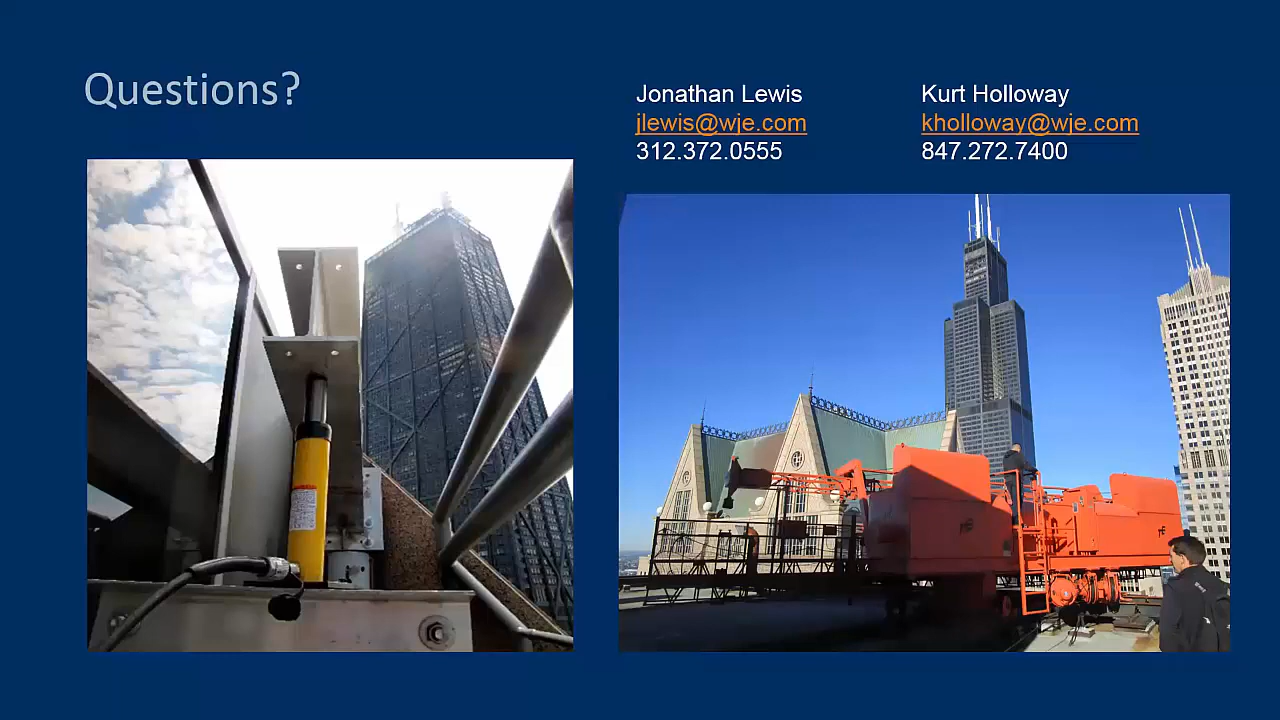 Questions?
Jonathan Lewis
jlewis@wje.com
312.372.0555
Kurt Holloway
kholloway@wje.com
847.272.7400